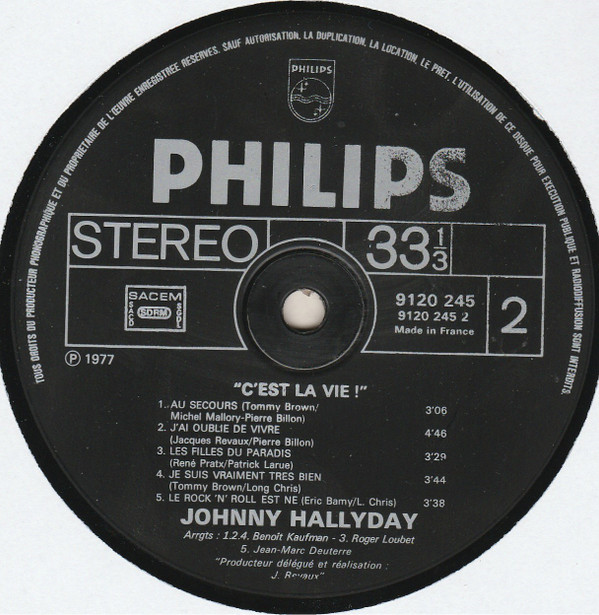 TOUS DROITS DU PRODUCTEUR PHONOGRAPHIQUE ET DU PROPRIETAIRE DE L'ŒUVRE ENREGISTREE RESERVES. SAUF AUTORISATION, LA DUPLICATION, LA LOCATION, LE PRET, L'UTILISATION DE CE DISQUE POUR EXECUTION PUBLIQUE ET RADIODIFFUSION SONT INTERDITS.
PHILIPS
PHILIPS
STEREO 33 1/3
SACEM
SACD SDRM SGDL
9120 245
9120 245 2
Made in France
2
Ⓟ 1977
"C'EST LA VIE !"
1. AU SECOURS (Tommy Brown/
Michel Mallory-Pierre Billon) 3'06
2. J'AI OUBLIE DE VIVRE
(Jacques Revaux/Pierre Billon) 4'46
3. LES FILLES DU PARADIS
(René Pratx/Patrick Larue) 3'29
4. JE SUIS VRAIMENT TRES BIEN
(Tommy Brown/Long Chris) 3'44
5. LE ROCK 'N' ROLL EST NE (Eric Bamy/L. Chris) 3'38
JOHNNY HALLYDAY
Arrgts : 1.2.4. Benoît Kaufman - 3. Roger Loubet
5. Jean-Marc Deuterre
"Producteur délégué et réalisation :
J. Revaux"